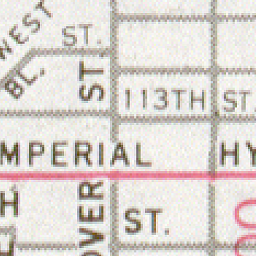 WEST
ST.
BL.
ST.
113TH ST.
MPERIAL HY
H
OVER
ST.